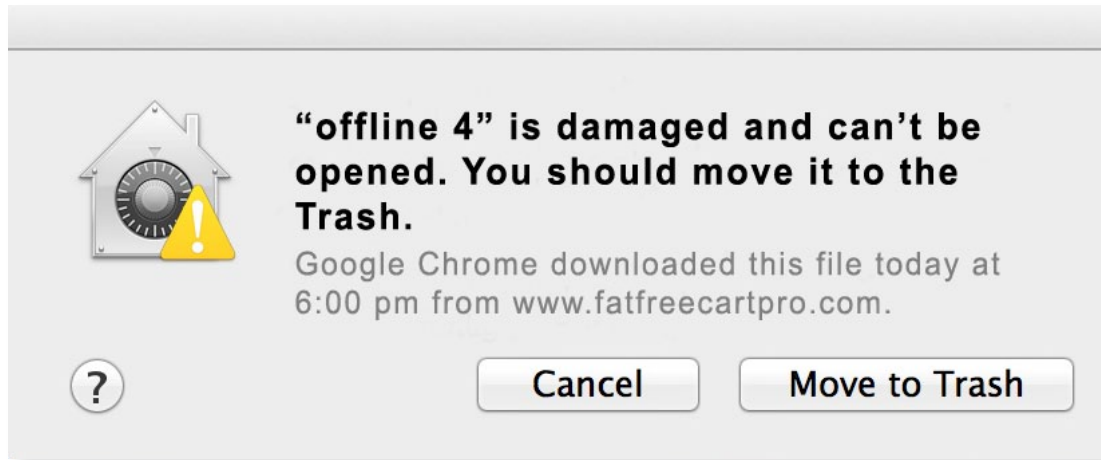 “offline 4” is damaged and can’t be
opened. You should move it to the
Trash.
Google Chrome downloaded this file today at
6:00 pm from www.fatfreecartpro.com.
?
Cancel
Move to Trash